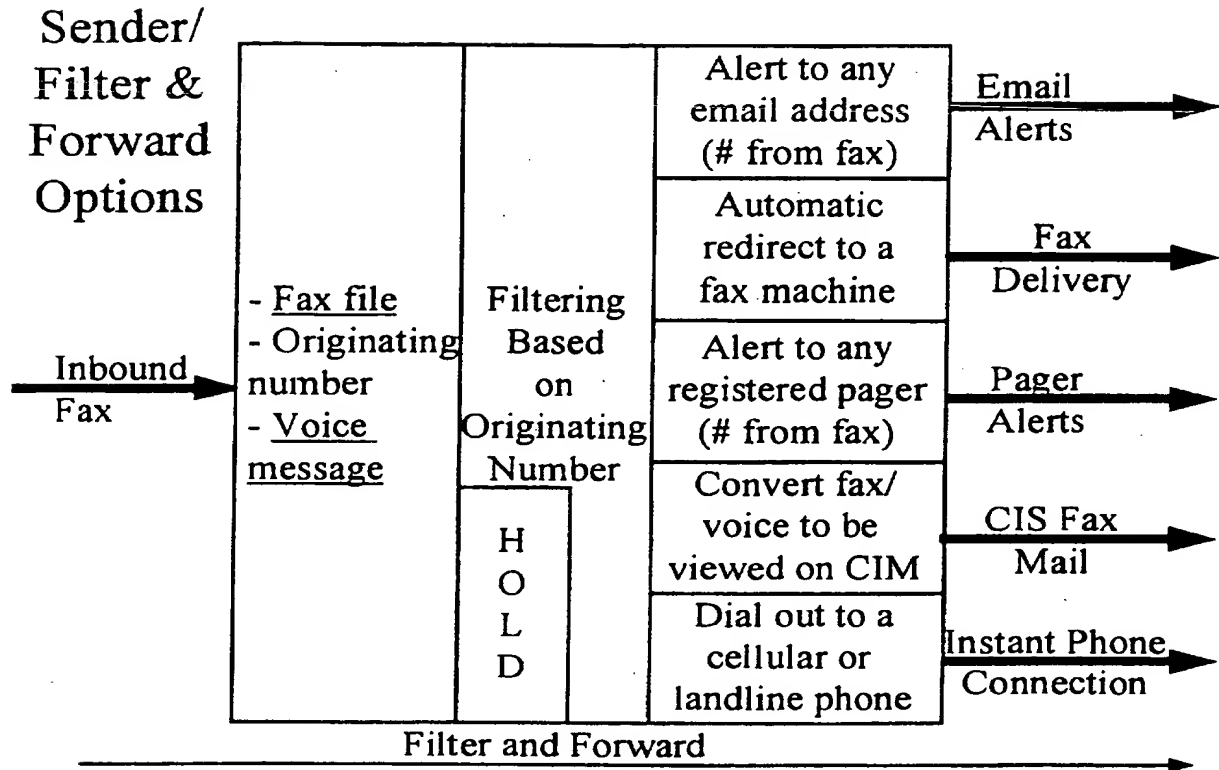 Sender/
Filter &
Forward
Options
Inbound
Fax
- Fax file
- Originating
number
- Voice
message
Filtering
Based
on
Originating
Number
H
O
L
D
Alert to any
email address
(# from fax)
Automatic
redirect to a
fax machine
Alert to any
registered pager
(# from fax)
Convert fax/
voice to be
viewed on CIM
Dial out to a
cellular or
landline phone
Email
Alerts
Fax
Delivery
Pager
Alerts
CIS Fax
Mail
Instant Phone
Connection
Filter and Forward